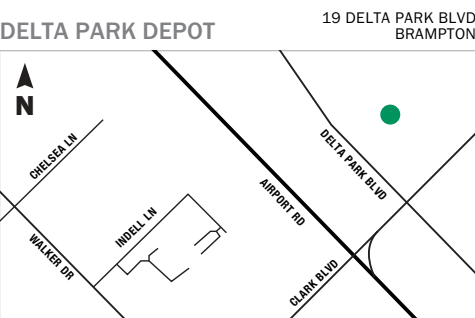 DELTA PARK DEPOT
19 DELTA PARK BLVD
BRAMPTON
N
CHELSEA LN
DELTA PARK BLVD
AIRPORT RD
INDELL LN
WALKER DR
CLARK BLVD